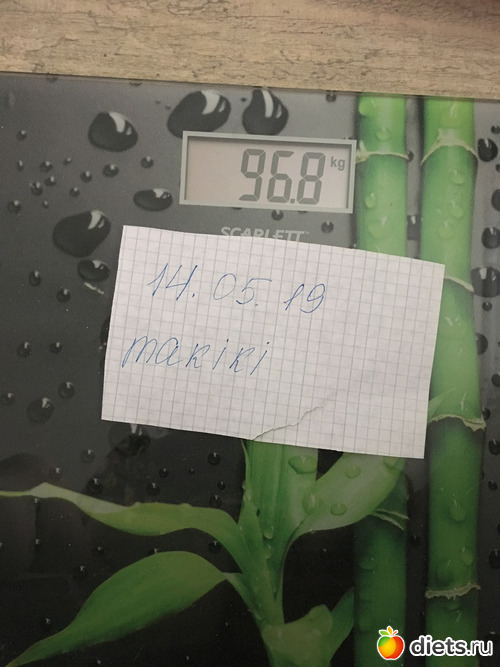 96.8 kg
SCARLETT
14.05.19
makiki
diets.ru